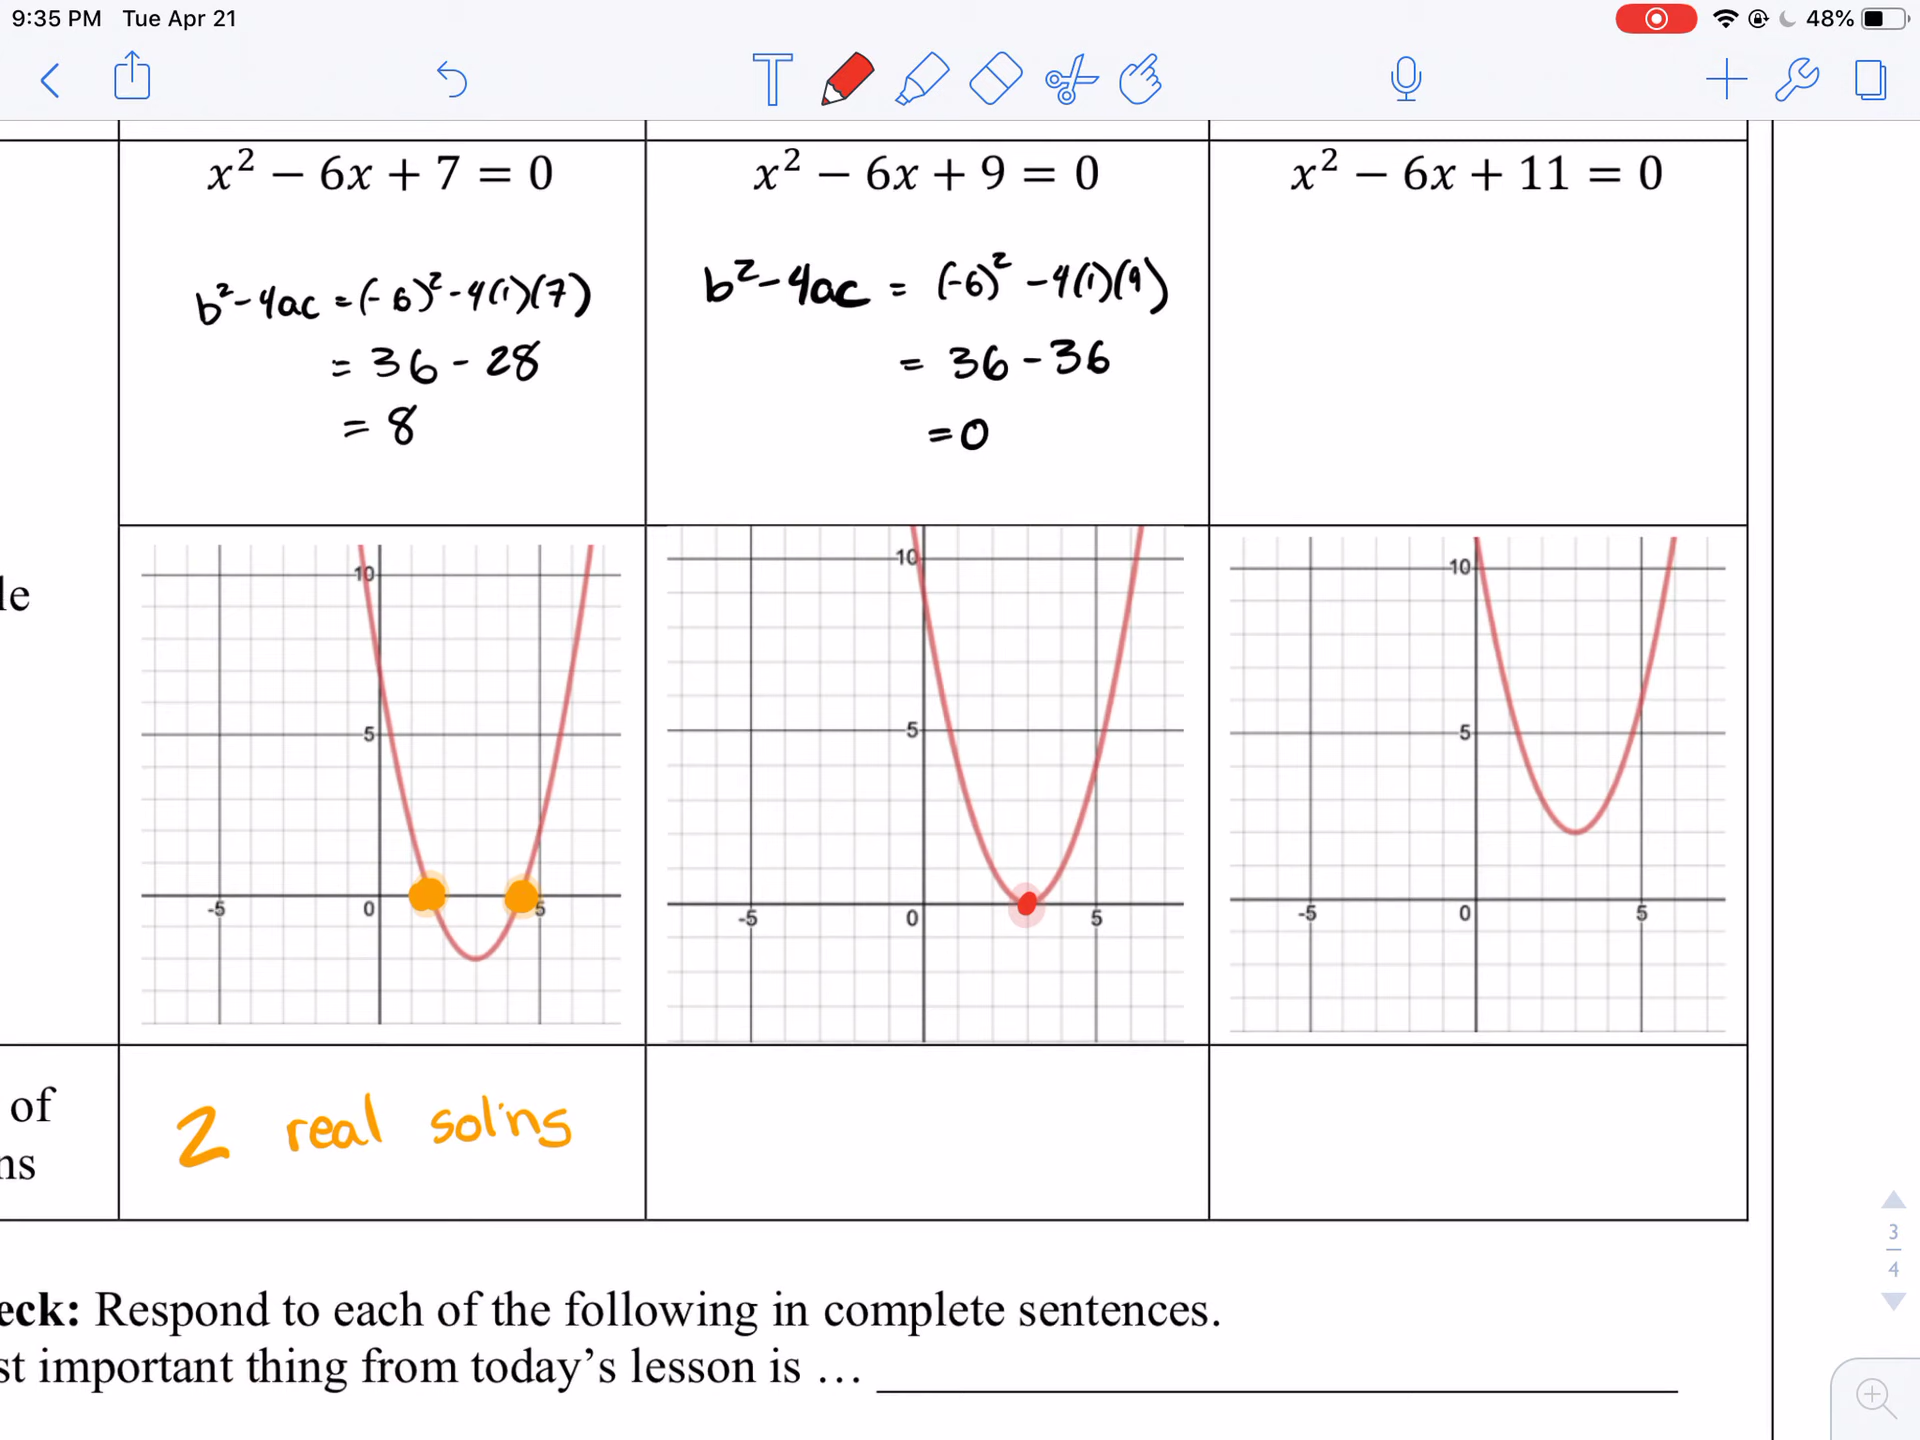 9:35 PM Tue Apr 21
48%
T
x² − 6x + 7 = 0
x² − 6x + 9 = 0
x² − 6x + 11 = 0
b²-4ac = (-6)²-4(1)(7)
= 36 - 28
= 8
b²-4ac = (-6)² -4(1)(9)
= 36 - 36
= 0
le
10
5
-5
0
5
10
5
-5
0
5
10
5
-5
0
5
of
ns
2 real sol'ns
3
4
eck: Respond to each of the following in complete sentences.
st important thing from today's lesson is …